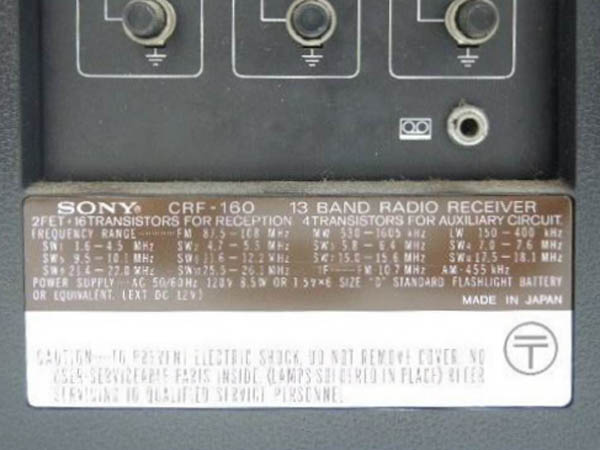 SONY CRF-160 13 BAND RADIO RECEIVER
2FET+16TRANSISTORS FOR RECEPTION 4TRANSISTORS FOR AUXILIARY CIRCUIT
FREQUENCY RANGE FM 87.5-108 MHz MW 530-1605 kHz LW 150-400 kHz
SW1 1.6-4.5 MHz SW2 4.7-5.5 MHz SW3 5.8-6.4 MHz SW4 7.0-7.6 MHz
SW5 9.5-10.1 MHz SW6 11.6-12.2 MHz SW7 15.0-15.6 MHz SW8 17.5-18.1 MHz
SW9 21.4-22.0 MHz SW10 25.5-26.1 MHz IF FM 10.7 MHz AM-455 kHz
POWER SUPPLY AC 50/60Hz 120V 8.5W OR 1.5V×6 SIZE "D" STANDARD FLASHLIGHT BATTERY
OR EQUIVALENT. (EXT DC 12V)
MADE IN JAPAN
CAUTION—TO PREVENT ELECTRIC SHOCK, DO NOT REMOVE COVER. NO
USER-SERVICEABLE PARTS INSIDE. (LAMPS SOLDERED IN PLACE) REFER
SERVICING TO QUALIFIED SERVICE PERSONNEL.